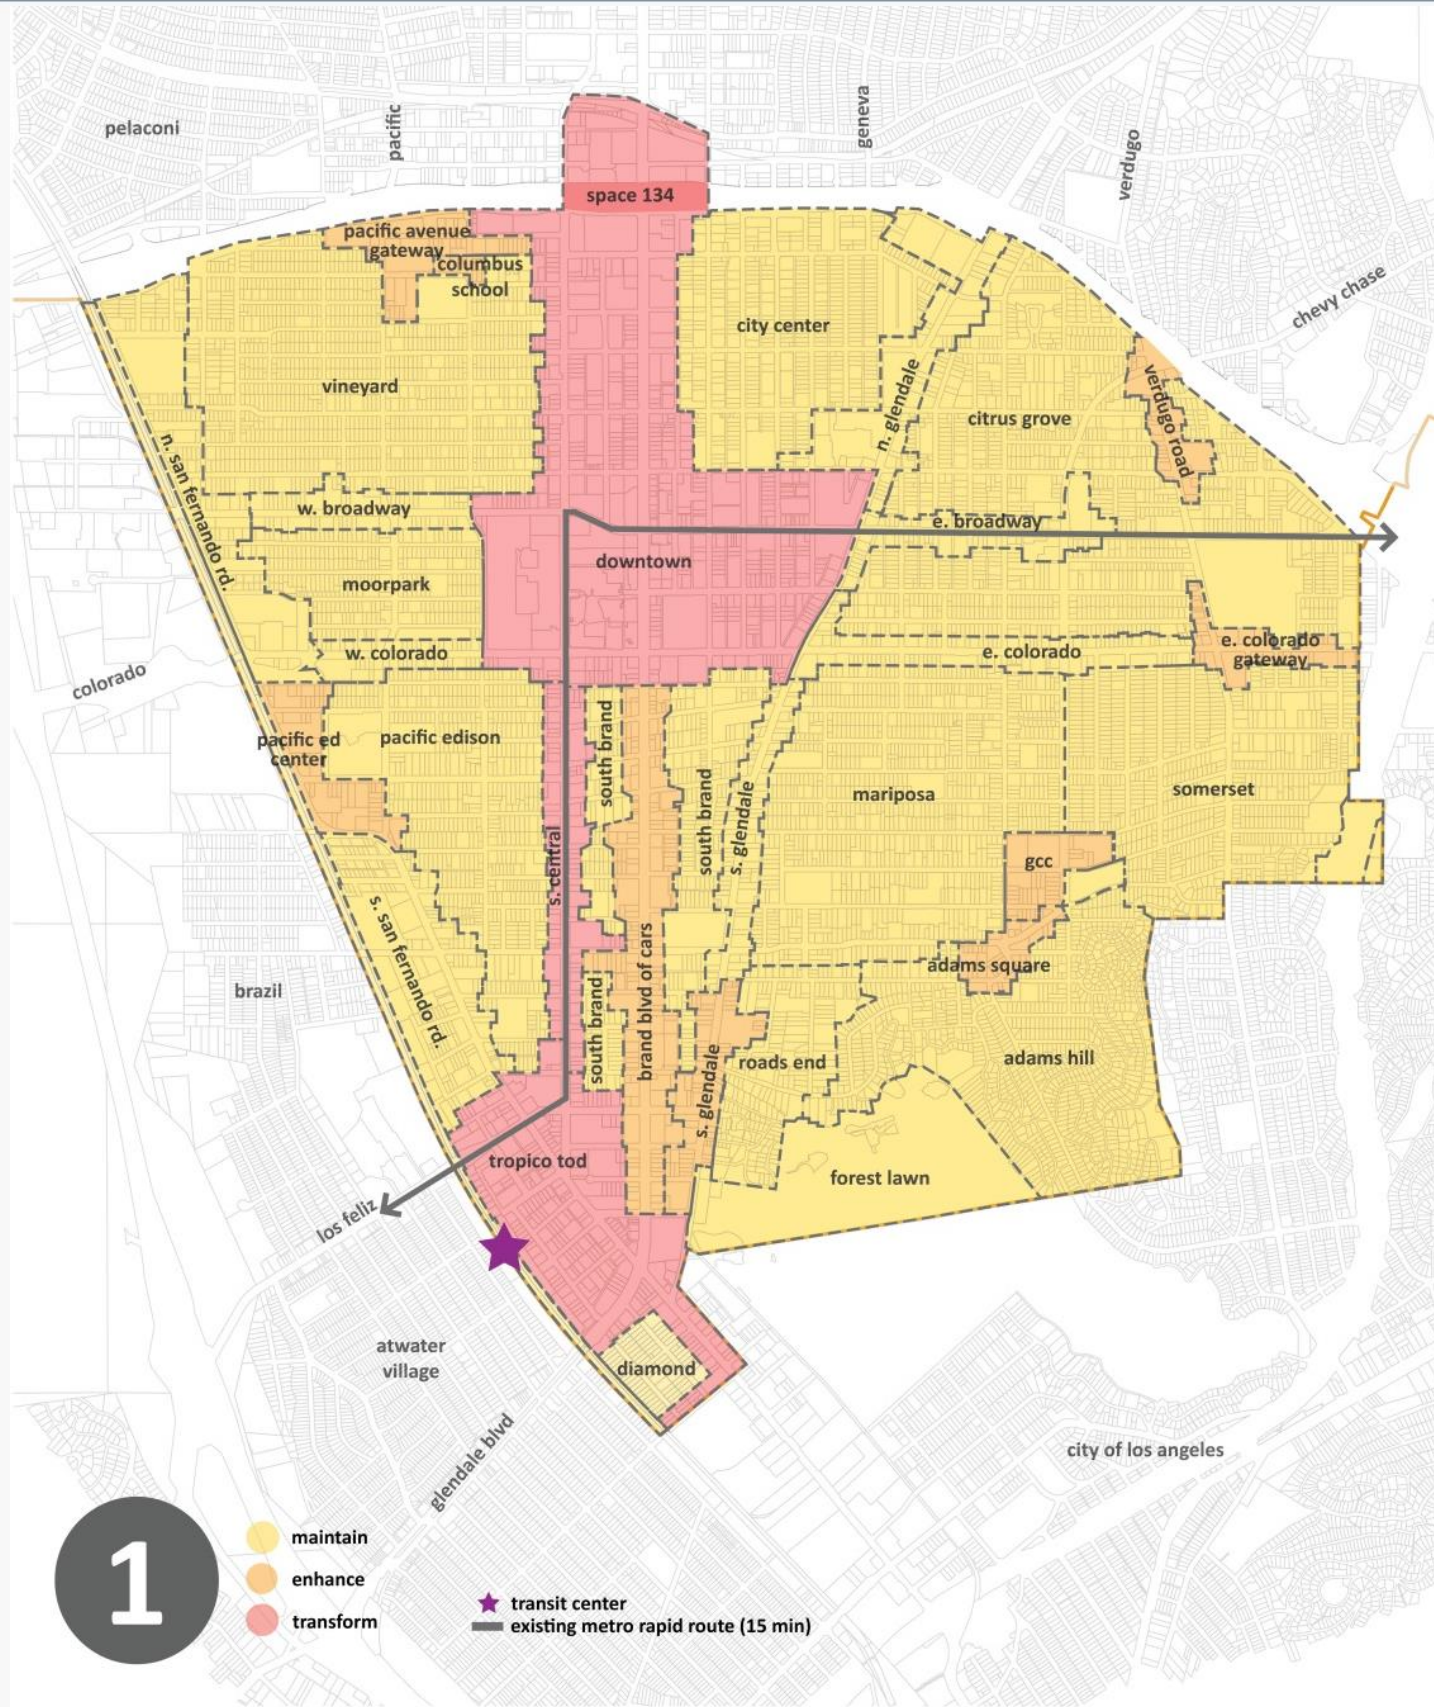 pelaconi
pacific
geneva
verdugo
space 134
pacific avenue
gateway
columbus
school
chevy chase
city center
vineyard
n. glendale
citrus grove
verdugo road
n. san fernando rd.
w. broadway
e. broadway
downtown
moorpark
w. colorado
e. colorado
e. colorado
gateway
colorado
pacific ed
center
pacific edison
south brand
south brand
s. glendale
mariposa
somerset
s. central
gcc
s. san fernando rd.
brand blvd of cars
adams square
brazil
south brand
s. glendale
roads end
adams hill
tropico tod
forest lawn
los feliz
atwater
village
diamond
glendale blvd
city of los angeles
1
maintain
enhance
transform
transit center
existing metro rapid route (15 min)